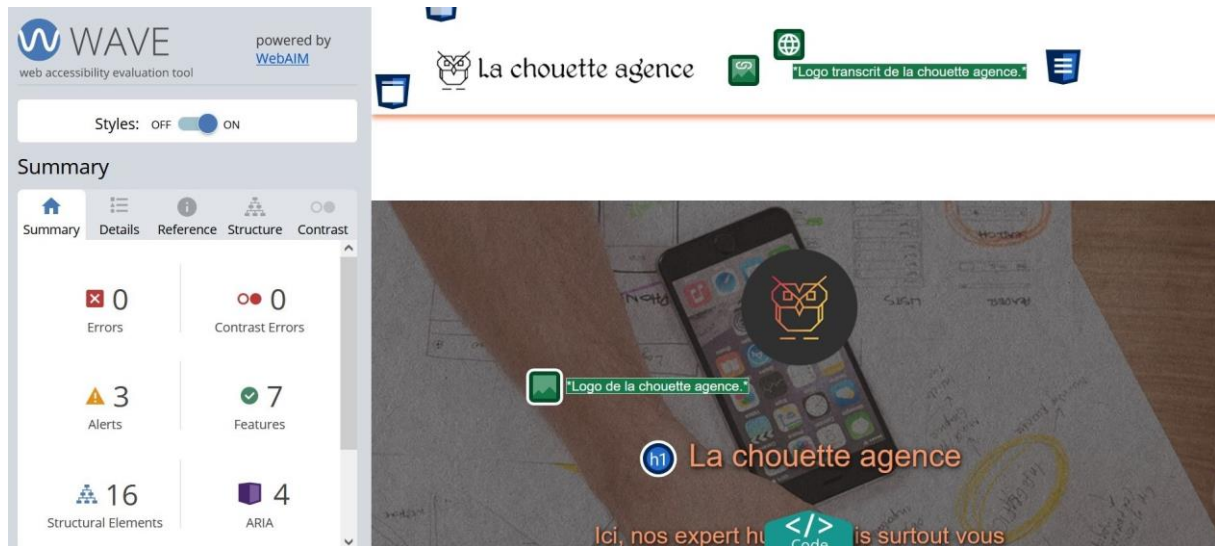 WAVE
web accessibility evaluation tool
powered by
WebAIM
Styles: OFF ON
Summary
Summary Details Reference Structure Contrast
0
Errors
0
Contrast Errors
3
Alerts
7
Features
16
Structural Elements
4
ARIA
La chouette agence
*Logo transcrit de la chouette agence.*
*Logo de la chouette agence.*
h1 La chouette agence
Ici, nos expert hu is surtout vous
</>
Code